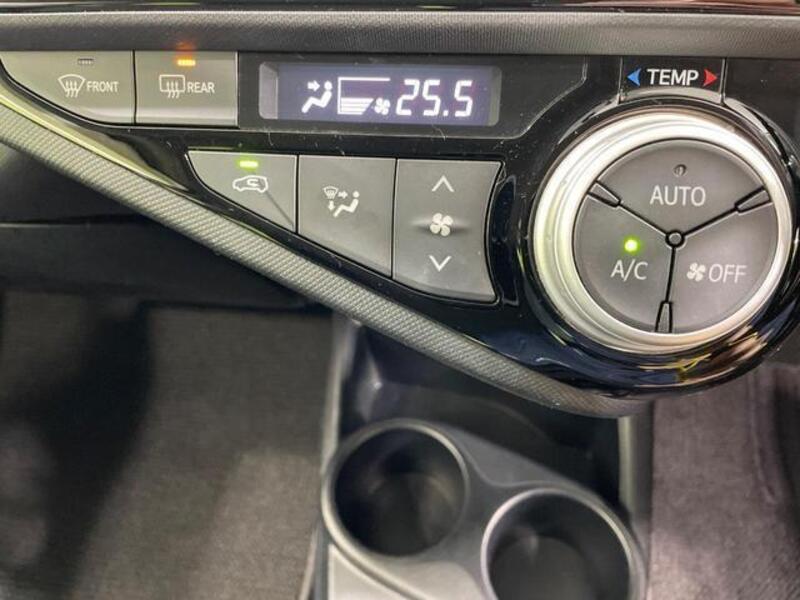 FRONT
REAR
25.5
TEMP
AUTO
A/C
OFF